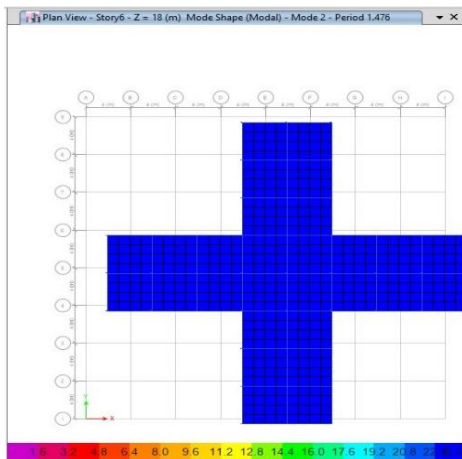 Plan View - Story6 - Z = 18 (m) Mode Shape (Modal) - Mode 2 - Period 1.476
A B C D E F G H I
9
8
7
6
5
4
3
2
1
Y
X
1.6 3.2 4.8 6.4 8.0 9.6 11.2 12.8 14.4 16.0 17.6 19.2 20.8